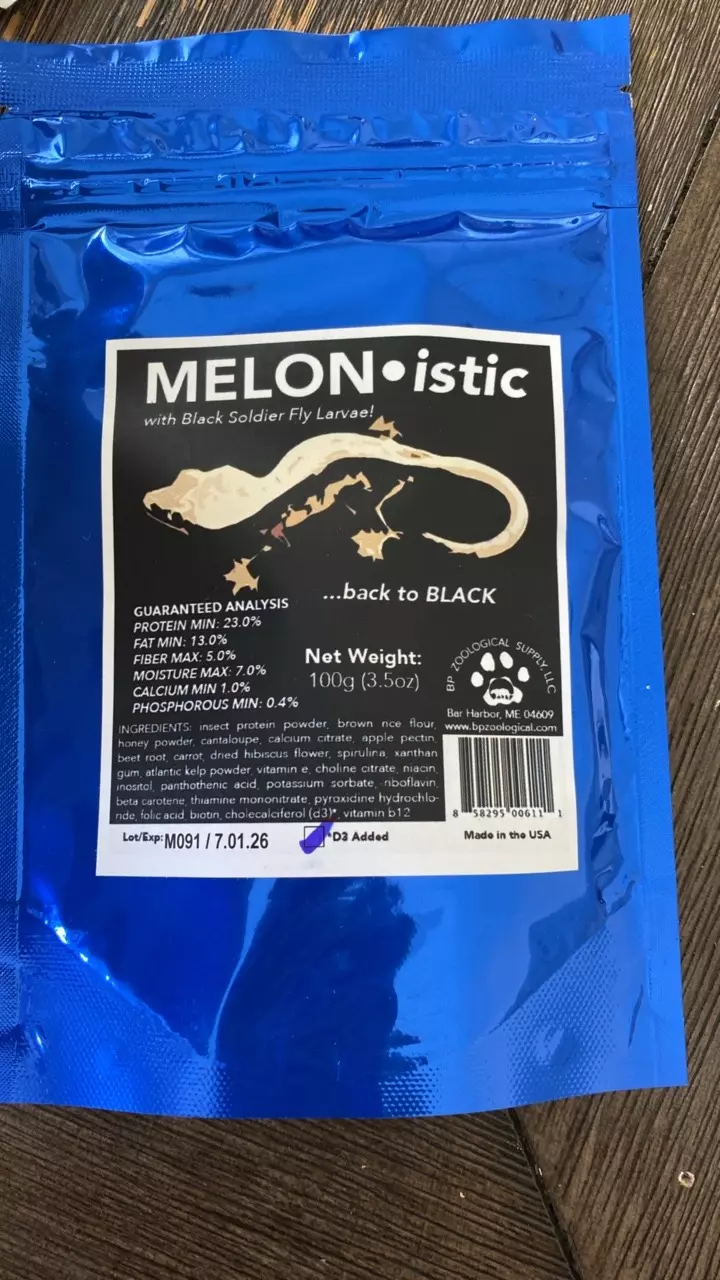 MELON•istic
with Black Soldier Fly Larvae!
...back to BLACK
GUARANTEED ANALYSIS
PROTEIN MIN: 23.0%
FAT MIN: 13.0%
FIBER MAX: 5.0%
MOISTURE MAX: 7.0%
CALCIUM MIN 1.0%
PHOSPHOROUS MIN: 0.4%
Net Weight:
100g (3.5oz)
BP ZOOLOGICAL SUPPLY, LLC
Bar Harbor, ME 04609
www.bpzoological.com
INGREDIENTS: insect protein powder, brown rice flour,
honey powder, cantaloupe, calcium citrate, apple pectin,
beet root, carrot, dried hibiscus flower, spirulina, xanthan
gum, atlantic kelp powder, vitamin e, choline citrate, niacin,
inositol, panthothenic acid, potassium sorbate, riboflavin,
beta carotene, thiamine mononitrate, pyroxidine hydrochlo-
ride, folic acid, biotin, cholecalciferol (d3)*, vitamin b12
8 58295 00611 1
Lot/Exp: M091 / 7.01.26
*D3 Added
Made in the USA